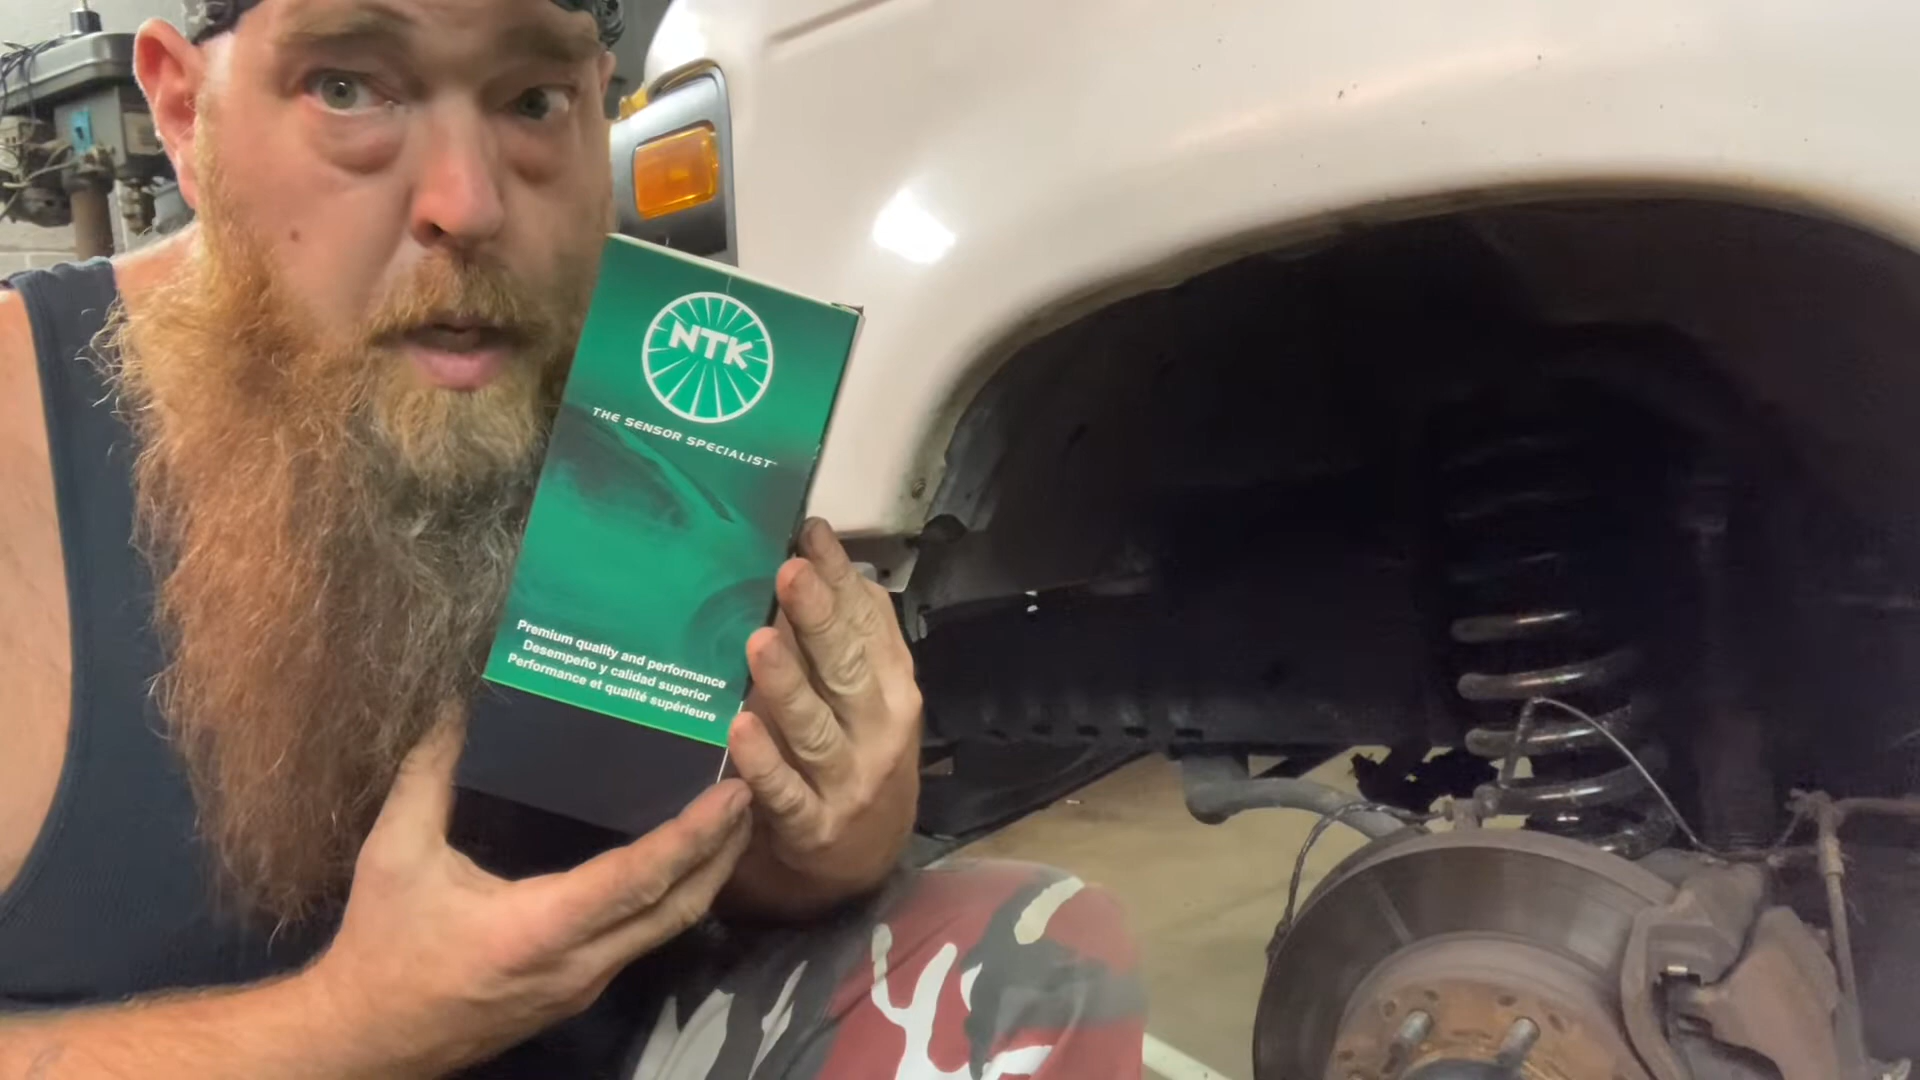 NTK
THE SENSOR SPECIALIST™
Premium quality and performance
Desempeño y calidad superior
Performance et qualité supérieure